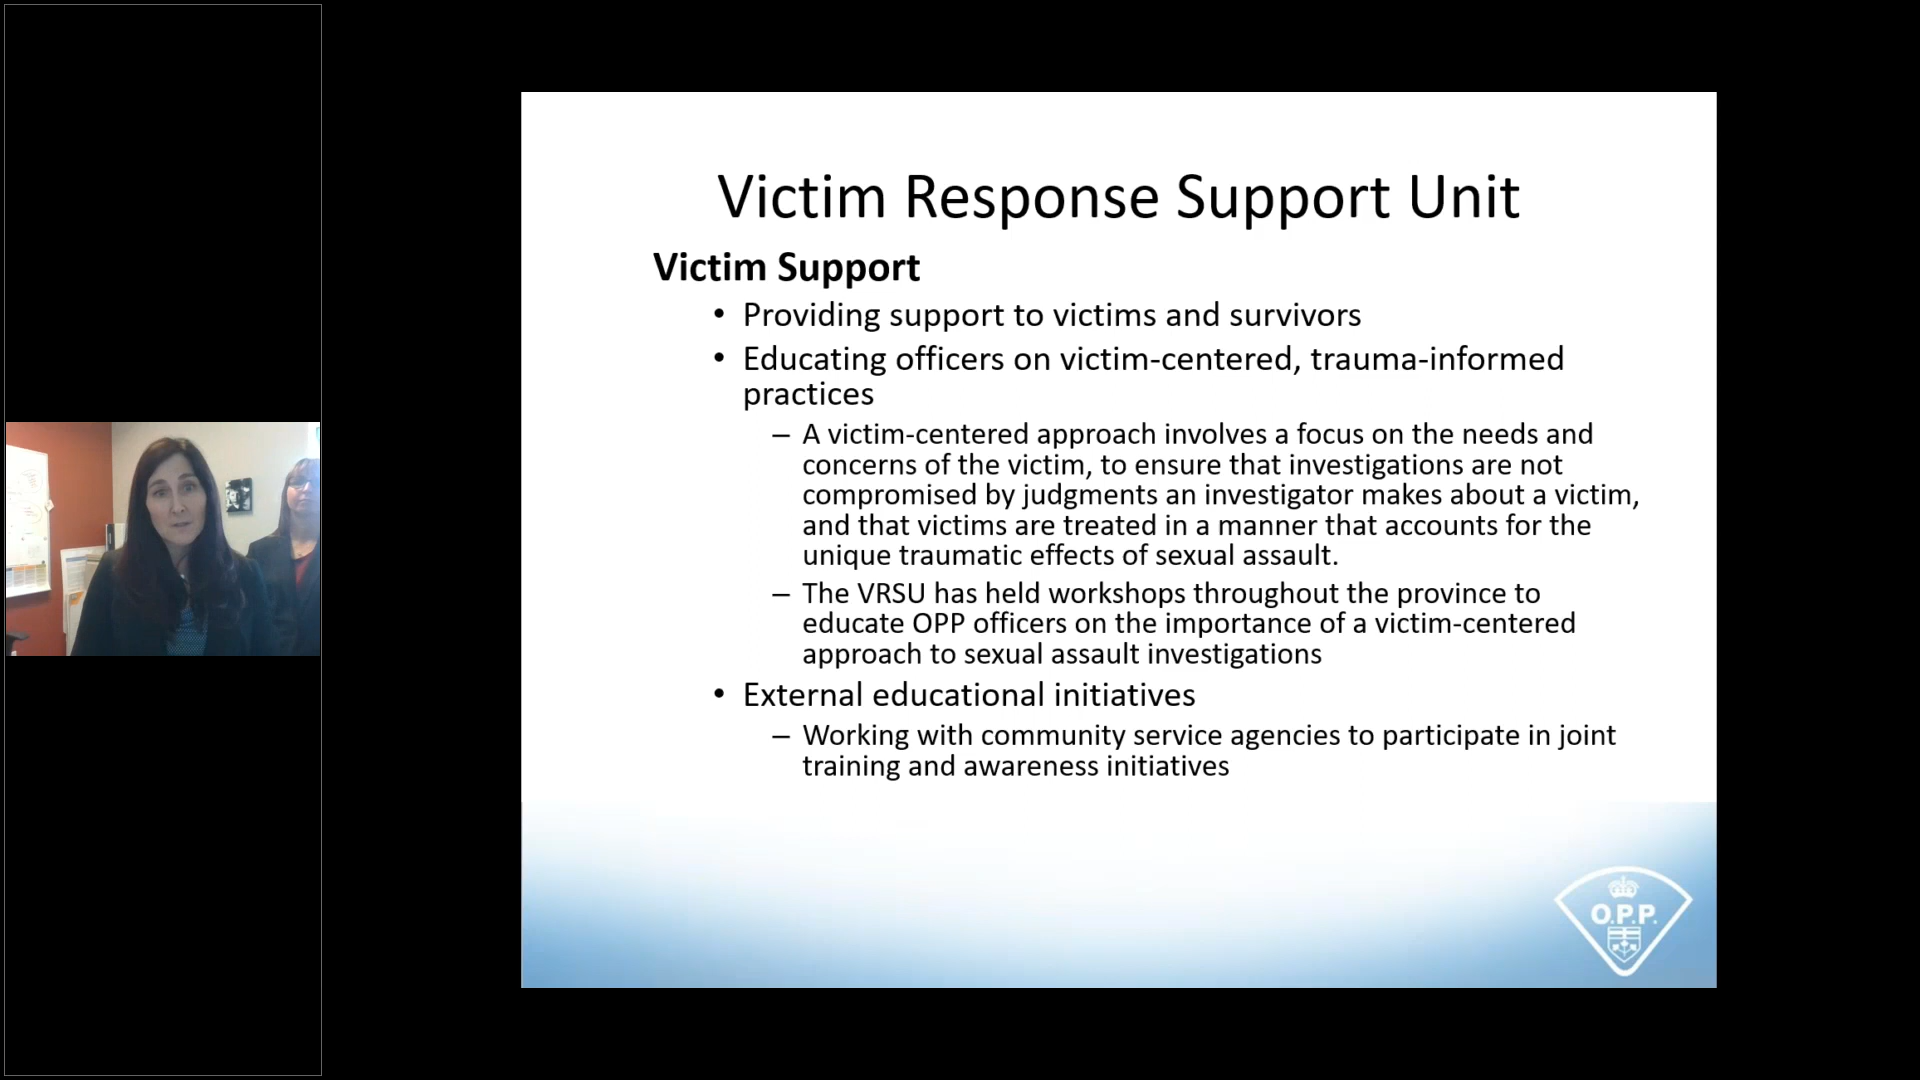 Victim Response Support Unit
Victim Support
• Providing support to victims and survivors
• Educating officers on victim-centered, trauma-informed
practices
– A victim-centered approach involves a focus on the needs and
concerns of the victim, to ensure that investigations are not
compromised by judgments an investigator makes about a victim,
and that victims are treated in a manner that accounts for the
unique traumatic effects of sexual assault.
– The VRSU has held workshops throughout the province to
educate OPP officers on the importance of a victim-centered
approach to sexual assault investigations
• External educational initiatives
– Working with community service agencies to participate in joint
training and awareness initiatives
O.P.P.